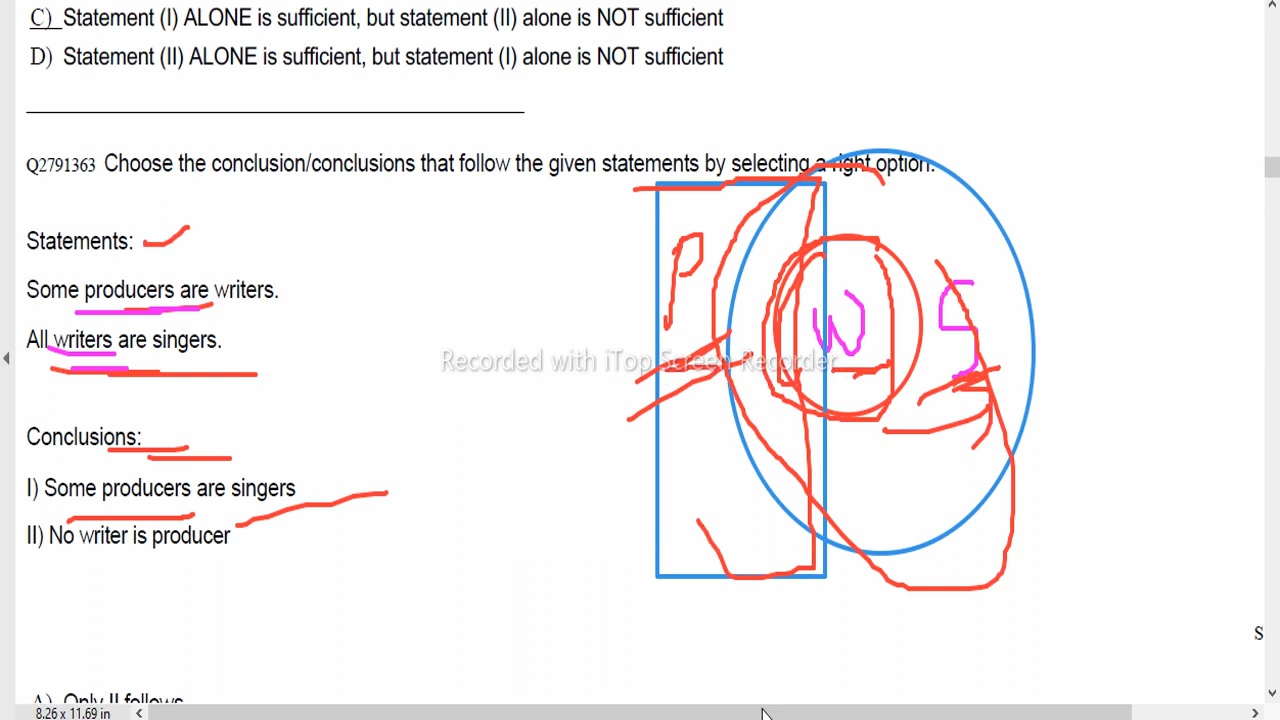 C) Statement (I) ALONE is sufficient, but statement (II) alone is NOT sufficient
D) Statement (II) ALONE is sufficient, but statement (I) alone is NOT sufficient
Q2791363 Choose the conclusion/conclusions that follow the given statements by selecting a right option.
Statements:
Some producers are writers.
P
W
S
All writers are singers.
Recorded with iTop Screen Recorder
Conclusions:
I) Some producers are singers
II) No writer is producer
S
A) Only II follows
8.26 x 11.69 in